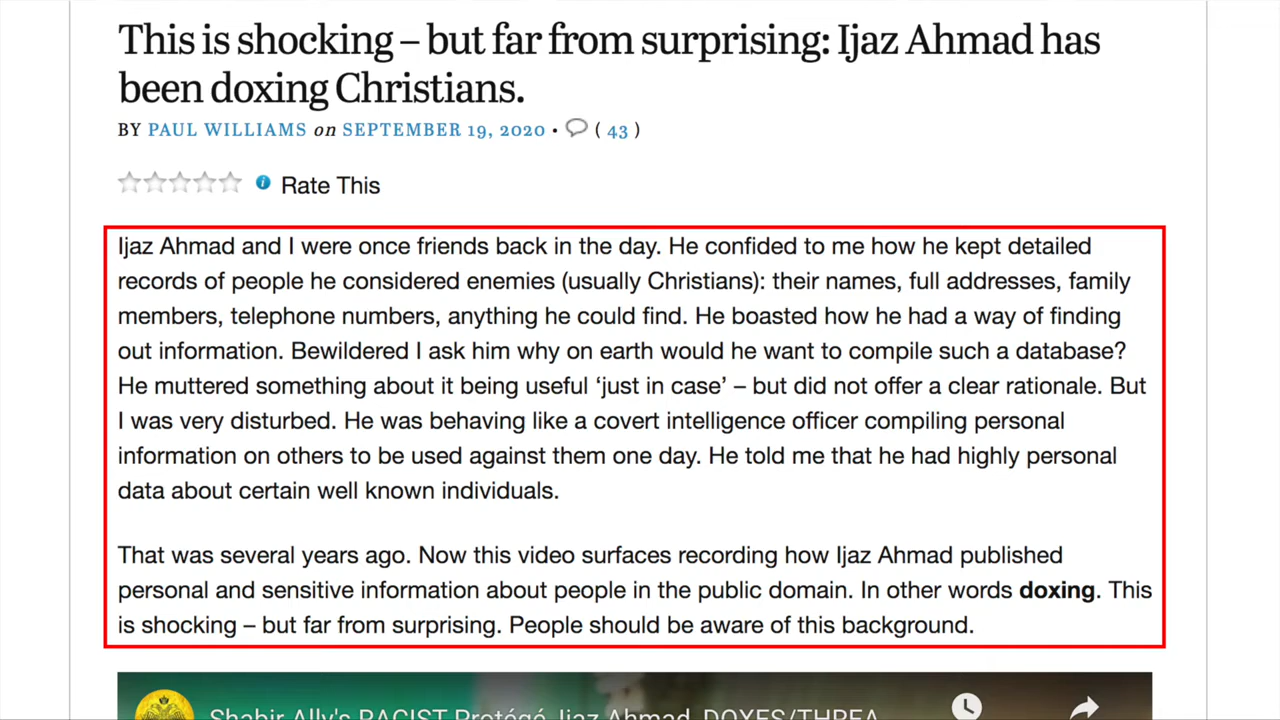 This is shocking – but far from surprising: Ijaz Ahmad has
been doxing Christians.
BY PAUL WILLIAMS on SEPTEMBER 19, 2020 • ( 43 )
Rate This
Ijaz Ahmad and I were once friends back in the day. He confided to me how he kept detailed
records of people he considered enemies (usually Christians): their names, full addresses, family
members, telephone numbers, anything he could find. He boasted how he had a way of finding
out information. Bewildered I ask him why on earth would he want to compile such a database?
He muttered something about it being useful ‘just in case’ – but did not offer a clear rationale. But
I was very disturbed. He was behaving like a covert intelligence officer compiling personal
information on others to be used against them one day. He told me that he had highly personal
data about certain well known individuals.
That was several years ago. Now this video surfaces recording how Ijaz Ahmad published
personal and sensitive information about people in the public domain. In other words doxing. This
is shocking – but far from surprising. People should be aware of this background.
Shabir Ally's RACIST Protégé Ijaz Ahmad, DOXES/THREA